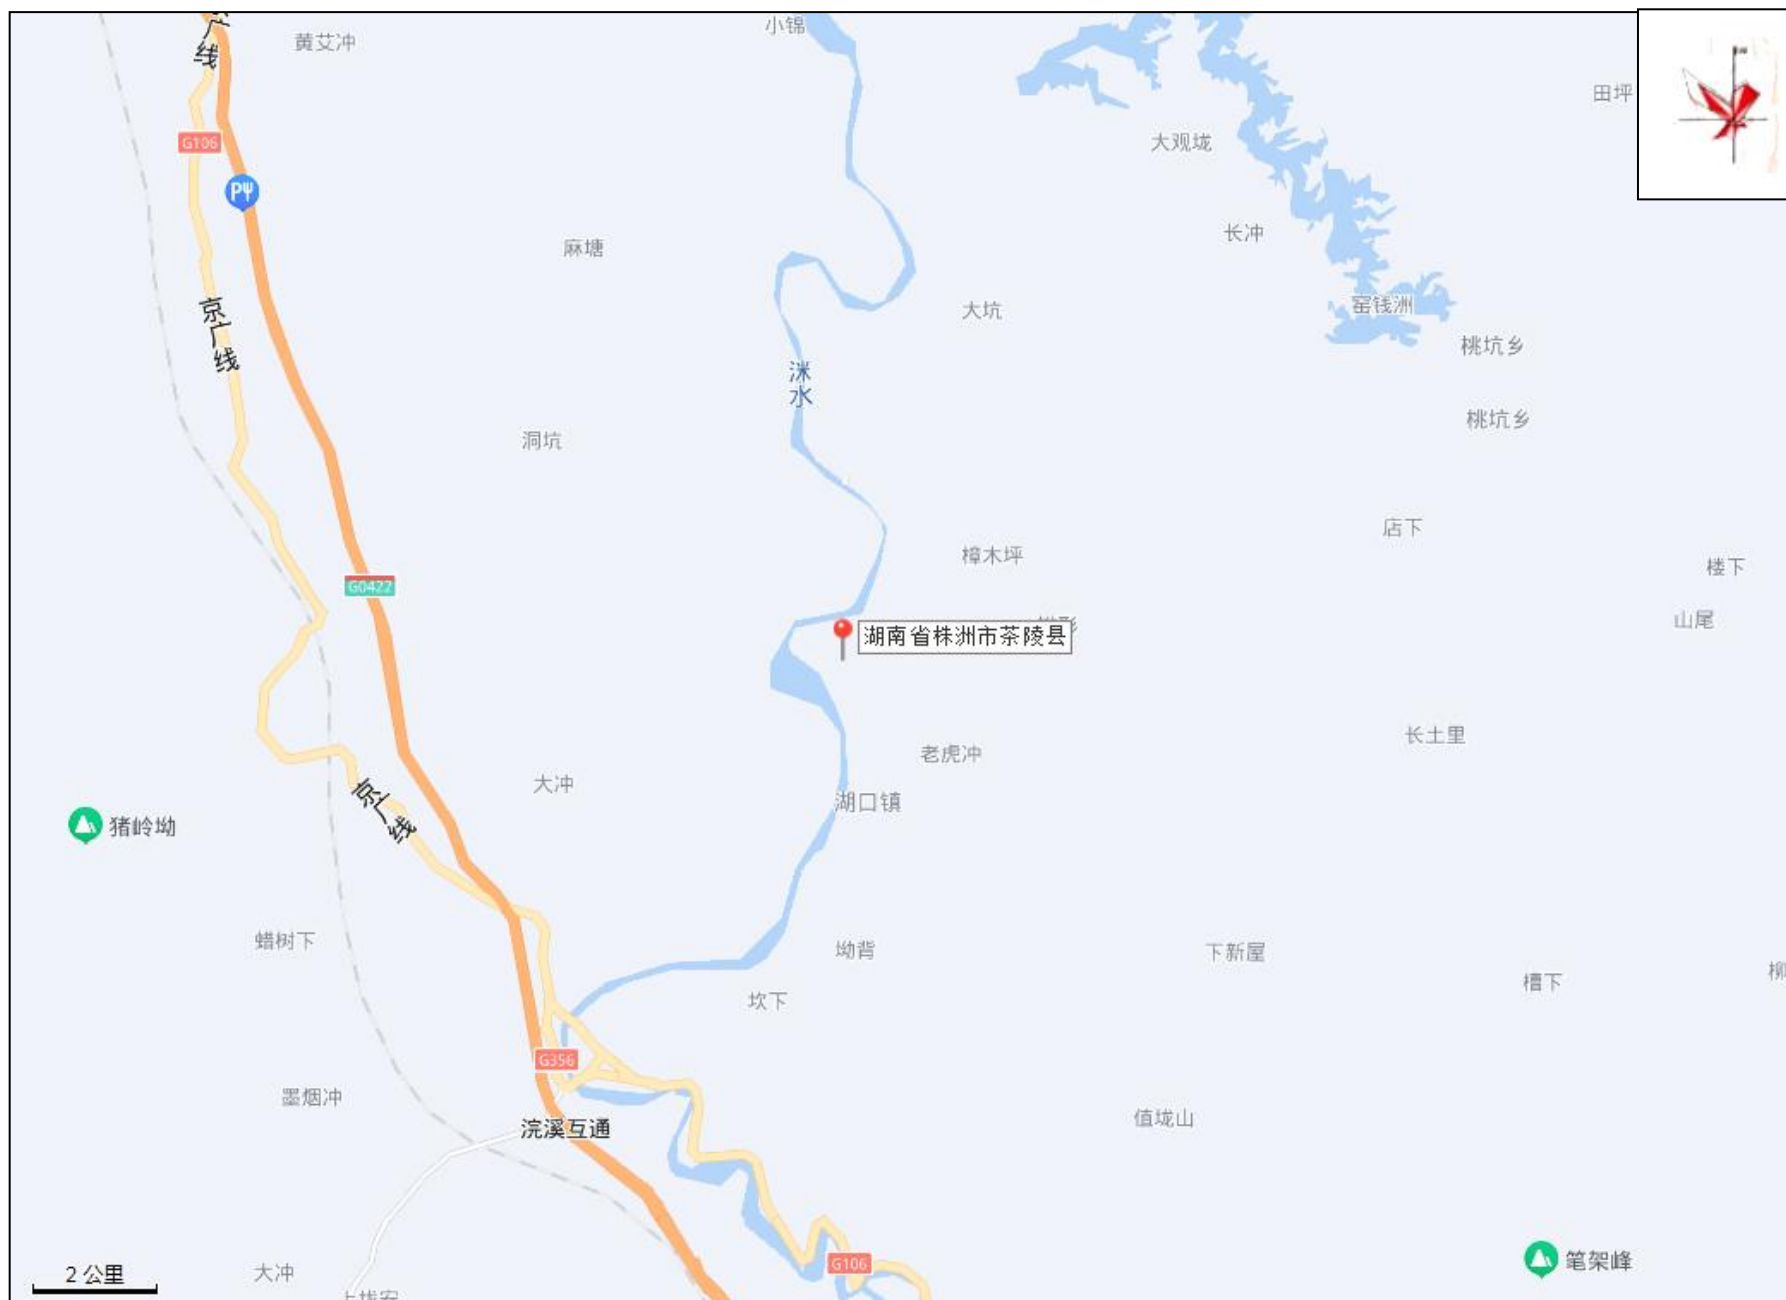 小锦
广线
黄艾冲
田坪
G106
大观垅
P
长冲
麻塘
窑钱洲
大坑
京广线
桃坑乡
洣水
桃坑乡
洞坑
店下
樟木坪
楼下
G0422
山尾
湖南省株洲市茶陵县
长土里
老虎冲
大冲
湖口镇
京广线
猪岭坳
蜡树下
坳背
下新屋
柳
槽下
坎下
G356
墨烟冲
值垅山
浣溪互通
笔架峰
G106
大冲
2 公里